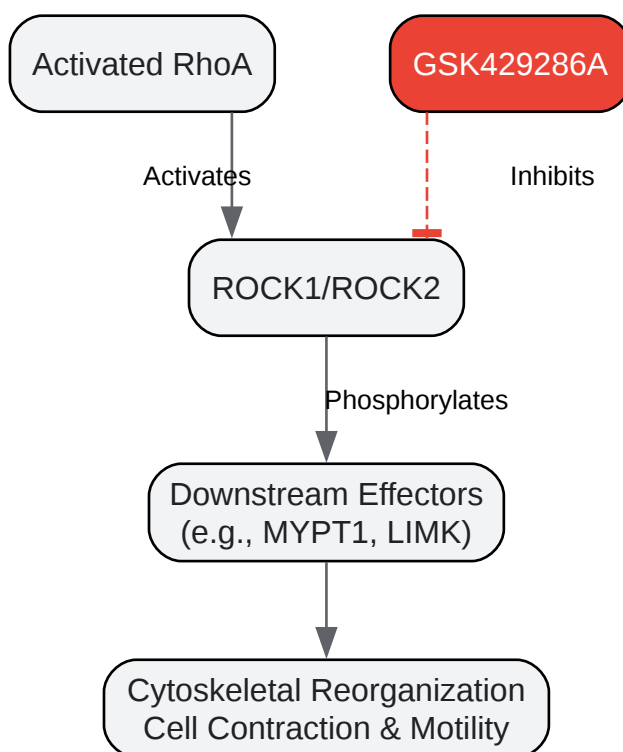 Activated RhoA
GSK429286A
Activates
Inhibits
ROCK1/ROCK2
Phosphorylates
Downstream Effectors
(e.g., MYPT1, LIMK)
Cytoskeletal Reorganization
Cell Contraction & Motility